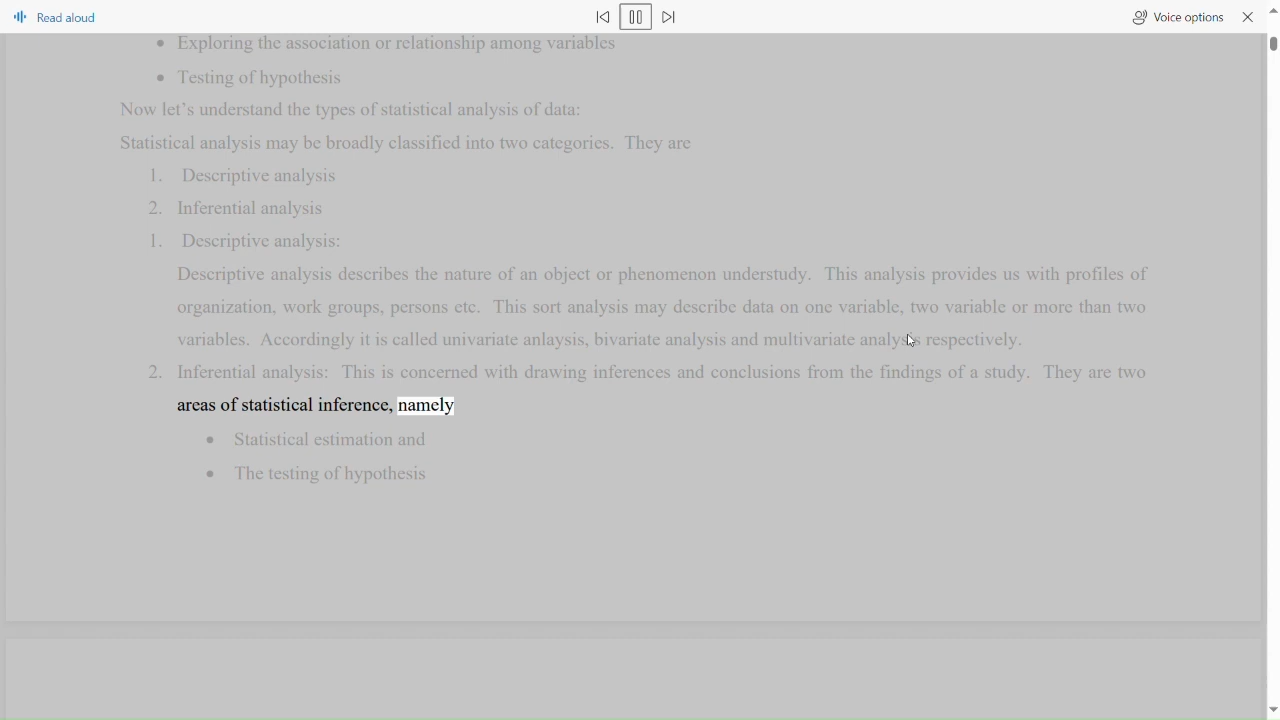 Read aloud
Voice options
• Exploring the association or relationship among variables
• Testing of hypothesis
Now let's understand the types of statistical analysis of data:
Statistical analysis may be broadly classified into two categories. They are
1. Descriptive analysis
2. Inferential analysis
1. Descriptive analysis:
Descriptive analysis describes the nature of an object or phenomenon understudy. This analysis provides us with profiles of
organization, work groups, persons etc. This sort analysis may describe data on one variable, two variable or more than two
variables. Accordingly it is called univariate anlaysis, bivariate analysis and multivariate analysis respectively.
2. Inferential analysis: This is concerned with drawing inferences and conclusions from the findings of a study. They are two
areas of statistical inference, namely
• Statistical estimation and
• The testing of hypothesis